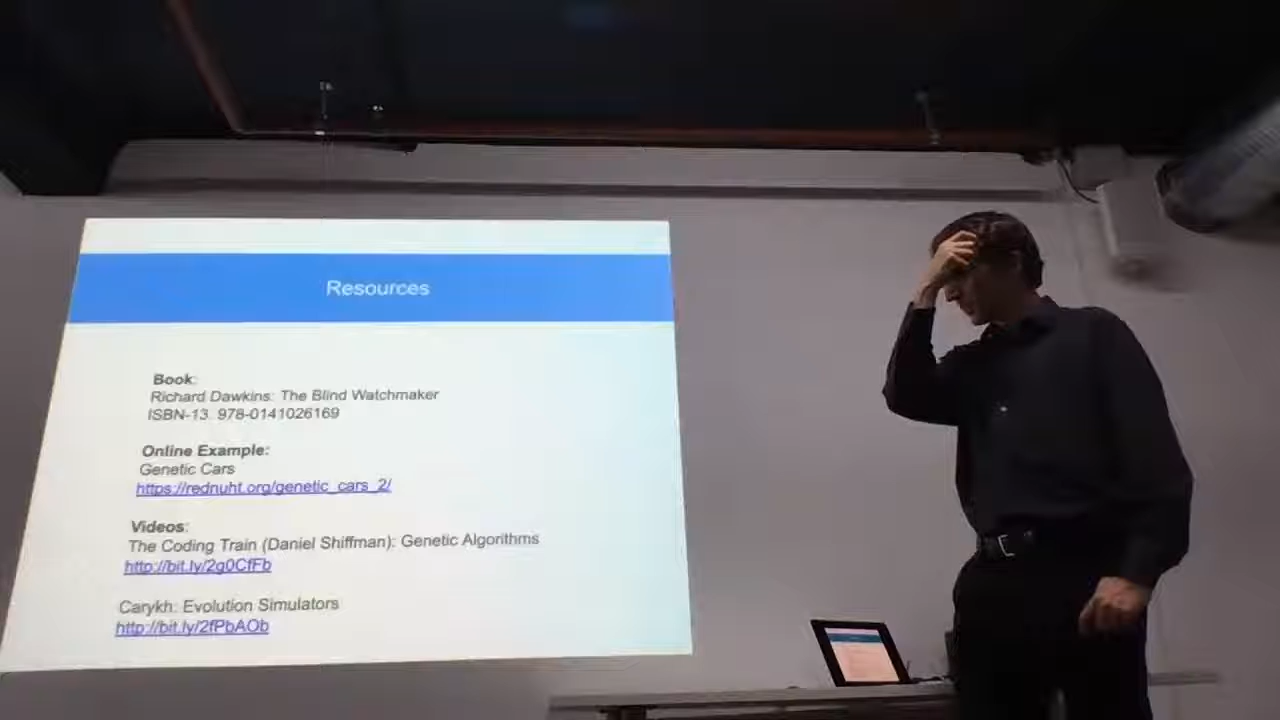 Resources
Book:
Richard Dawkins: The Blind Watchmaker
ISBN-13: 978-0141026169
Online Example:
Genetic Cars
https://rednuht.org/genetic_cars_2/
Videos:
The Coding Train (Daniel Shiffman): Genetic Algorithms
http://bit.ly/2g0CfFb
Carykh: Evolution Simulators
http://bit.ly/2fPbAOb